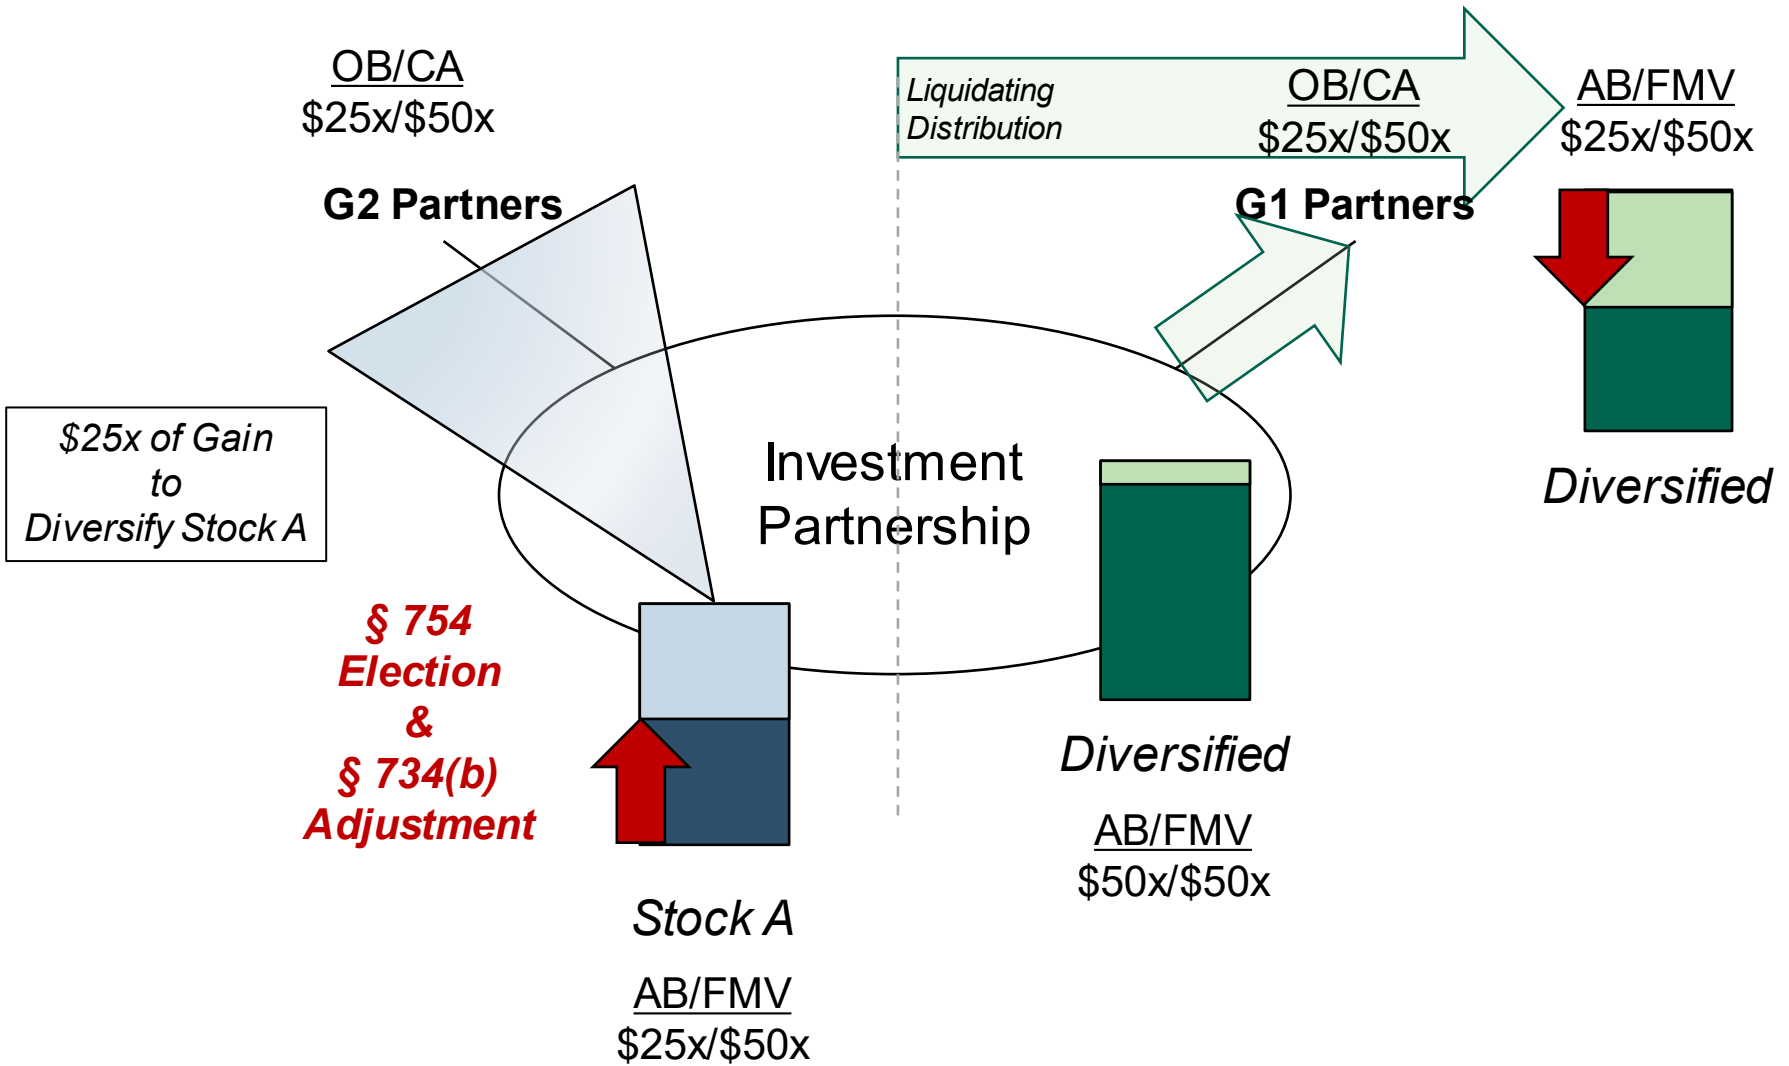 OB/CA
$25x/$50x
G2 Partners
Liquidating
Distribution
OB/CA
$25x/$50x
G1 Partners
AB/FMV
$25x/$50x
Diversified
$25x of Gain
to
Diversify Stock A
Investment
Partnership
§ 754
Election
&
§ 734(b)
Adjustment
Stock A
AB/FMV
$25x/$50x
Diversified
AB/FMV
$50x/$50x